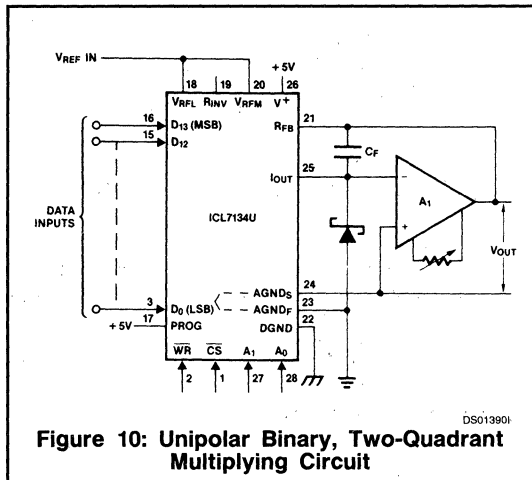 VREF IN
+5V
18 19 20 26
VRFL RINV VRFM V+
16 D13 (MSB)
15 D12
RFB 21
CF
25
IOUT
A1
−
+
DATA
INPUTS
ICL7134U
VOUT
AGNDS 24
3 D0 (LSB)
AGNDF 23
17 PROG
+5V
DGND 22
WR CS A1 A0
2 1 27 28
DS01390I
Figure 10: Unipolar Binary, Two-Quadrant
Multiplying Circuit